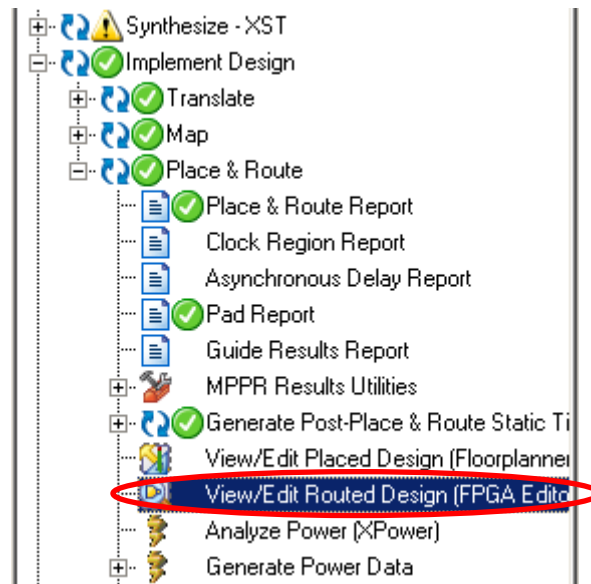 Synthesize - XST
Implement Design
Translate
Map
Place & Route
Place & Route Report
Clock Region Report
Asynchronous Delay Report
Pad Report
Guide Results Report
MPPR Results Utilities
Generate Post-Place & Route Static Ti
View/Edit Placed Design (Floorplanner
View/Edit Routed Design (FPGA Edito
Analyze Power (XPower)
Generate Power Data